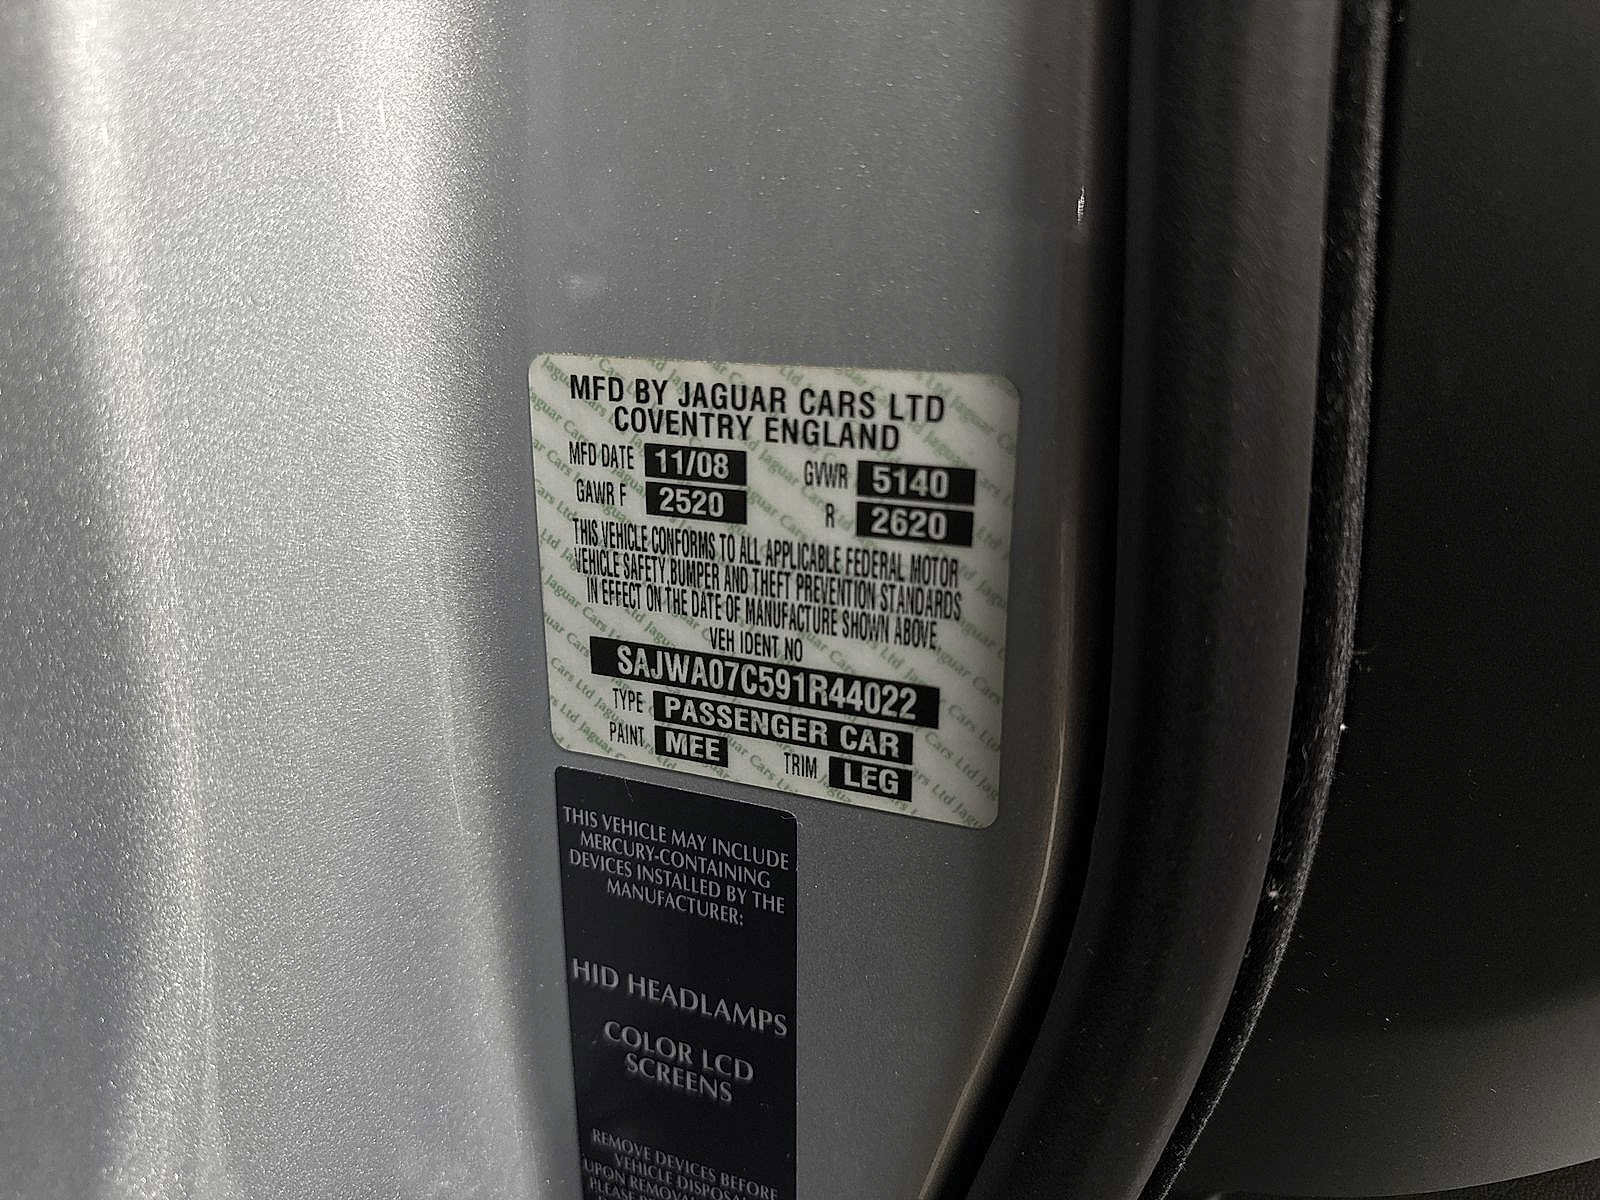 MFD BY JAGUAR CARS LTD
COVENTRY ENGLAND
MFD DATE 11/08 GVWR 5140
GAWR F 2520 R 2620
THIS VEHICLE CONFORMS TO ALL APPLICABLE FEDERAL MOTOR
VEHICLE SAFETY, BUMPER AND THEFT PREVENTION STANDARDS
IN EFFECT ON THE DATE OF MANUFACTURE SHOWN ABOVE
VEH IDENT NO
SAJWA07C591R44022
TYPE PASSENGER CAR
PAINT MEE TRIM LEG
THIS VEHICLE MAY INCLUDE
MERCURY-CONTAINING
DEVICES INSTALLED BY THE
MANUFACTURER:
HID HEADLAMPS
COLOR LCD
SCREENS
REMOVE DEVICES BEFORE
VEHICLE DISPOSAL
UPON REMOVAL
PLEASE